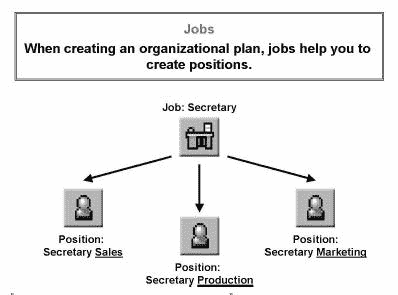 Jobs
When creating an organizational plan, jobs help you to
create positions.
Job: Secretary
Position:
Secretary Sales
Position:
Secretary Production
Position:
Secretary Marketing